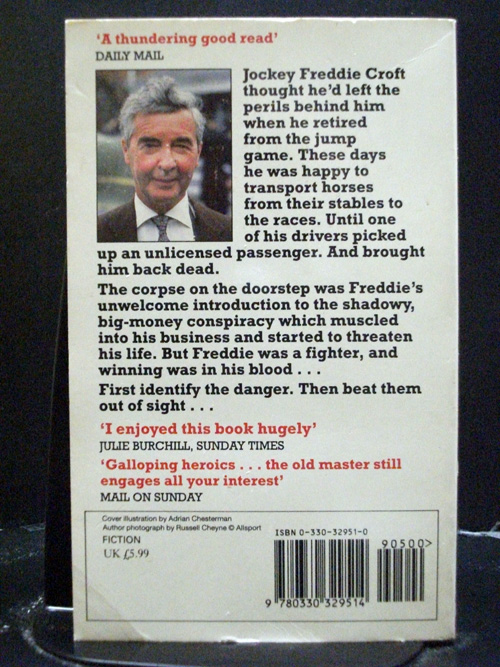 ‘A thundering good read’
DAILY MAIL
Jockey Freddie Croft
thought he’d left the
perils behind him
when he retired
from the jump
game. These days
he was happy to
transport horses
from their stables to
the races. Until one
of his drivers picked
up an unlicensed passenger. And brought
him back dead.
The corpse on the doorstep was Freddie’s
unwelcome introduction to the shadowy,
big-money conspiracy which muscled
into his business and started to threaten
his life. But Freddie was a fighter, and
winning was in his blood . . .
First identify the danger. Then beat them
out of sight . . .
‘I enjoyed this book hugely’
JULIE BURCHILL, SUNDAY TIMES
‘Galloping heroics . . . the old master still
engages all your interest’
MAIL ON SUNDAY
Cover illustration by Adrian Chesterman
Author photograph by Russell Cheyne © Allsport
FICTION
UK £5.99
ISBN 0-330-32951-0
90500>
9 780330 329514